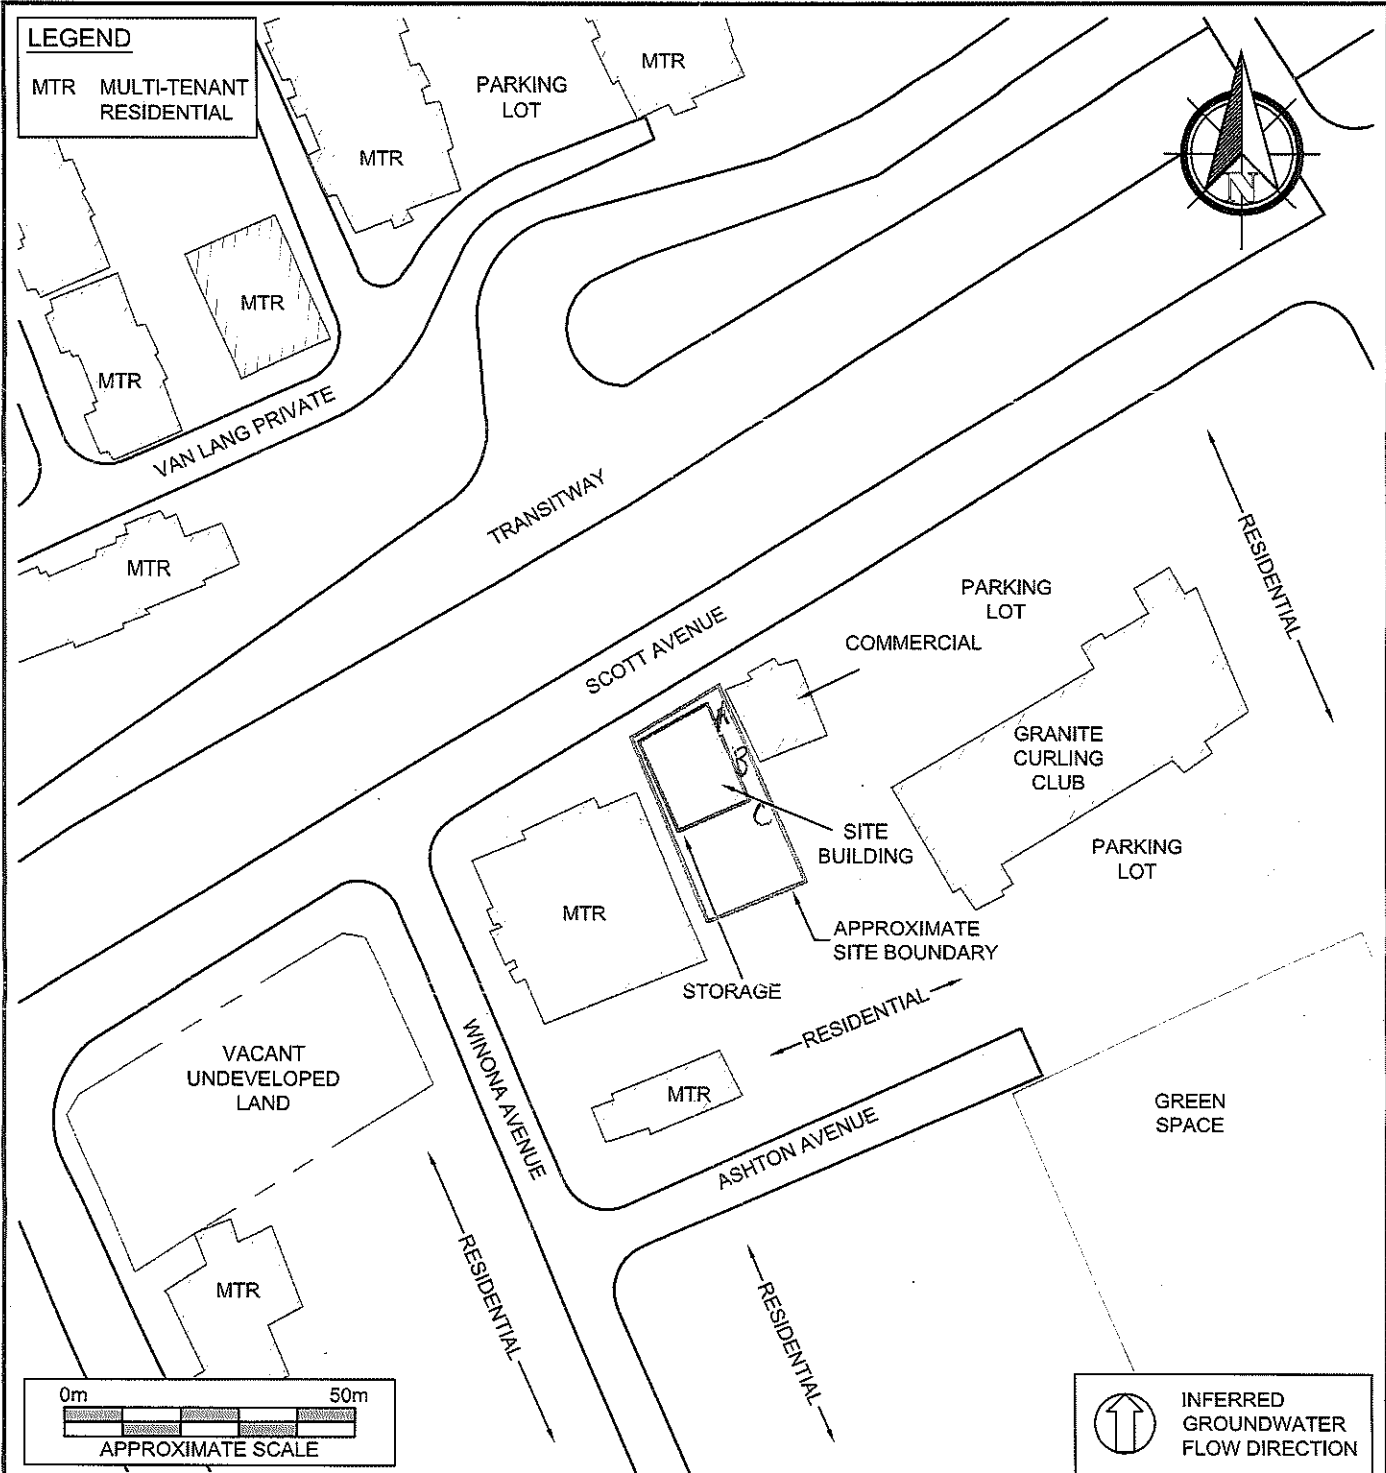 LEGEND
MTR MULTI-TENANT
RESIDENTIAL
MTR
PARKING
LOT
MTR
N
MTR
MTR
VAN LANG PRIVATE
MTR
TRANSITWAY
SCOTT AVENUE
PARKING
LOT
COMMERCIAL
RESIDENTIAL
GRANITE
CURLING
CLUB
A
B
C
SITE
BUILDING
PARKING
LOT
MTR
APPROXIMATE
SITE BOUNDARY
STORAGE
RESIDENTIAL
WINONA AVENUE
VACANT
UNDEVELOPED
LAND
MTR
ASHTON AVENUE
GREEN
SPACE
MTR
RESIDENTIAL
RESIDENTIAL
0m 50m
APPROXIMATE SCALE
INFERRED
GROUNDWATER
FLOW DIRECTION